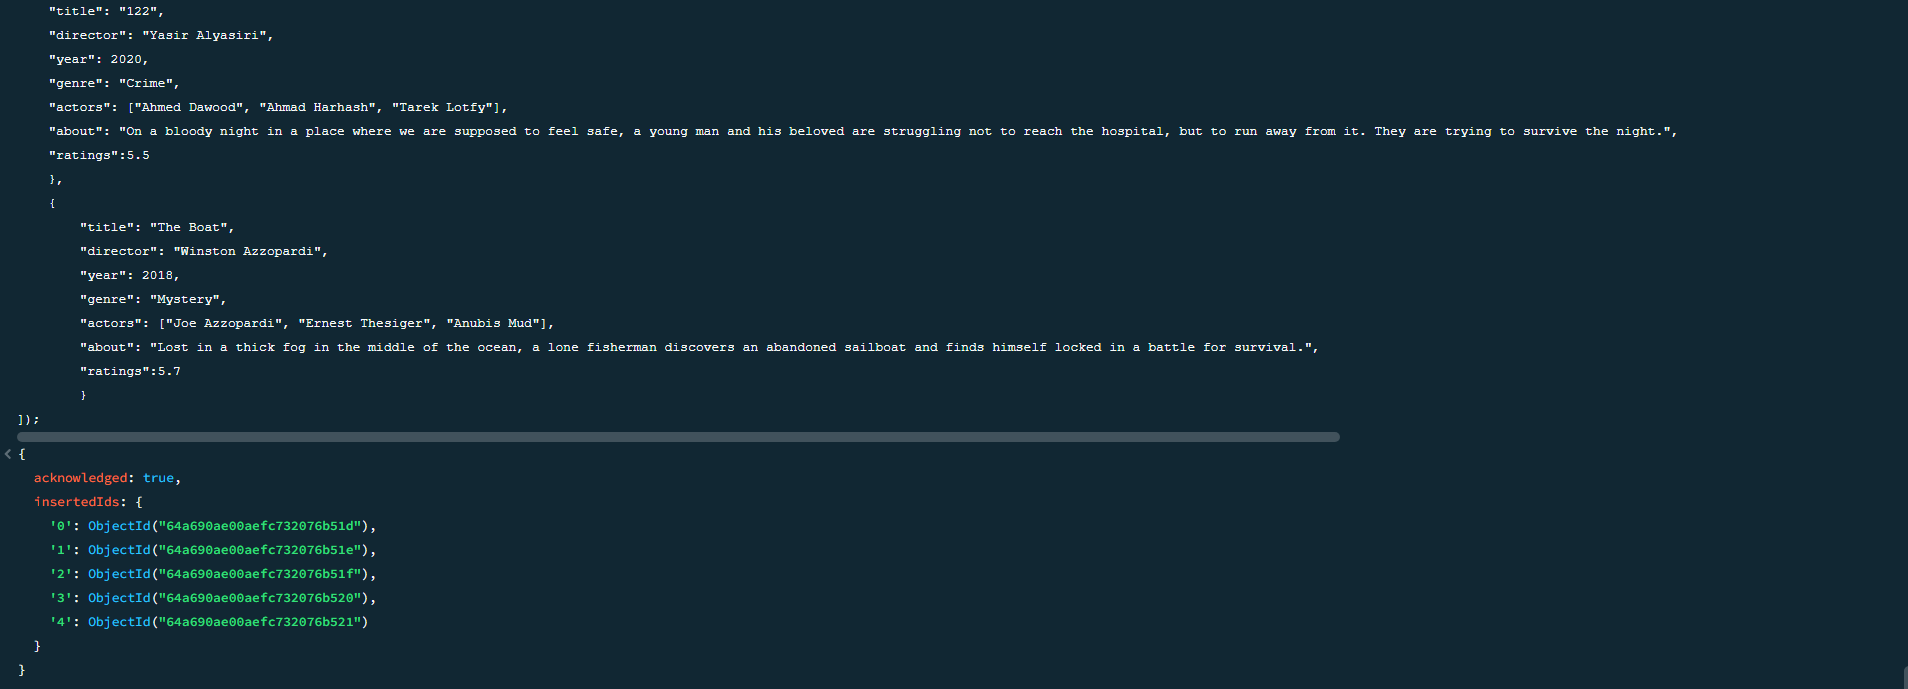 "title": "122",
"director": "Yasir Alyasiri",
"year": 2020,
"genre": "Crime",
"actors": ["Ahmed Dawood", "Ahmad Harhash", "Tarek Lotfy"],
"about": "On a bloody night in a place where we are supposed to feel safe, a young man and his beloved are struggling not to reach the hospital, but to run away from it. They are trying to survive the night.",
"ratings":5.5
},
{
"title": "The Boat",
"director": "Winston Azzopardi",
"year": 2018,
"genre": "Mystery",
"actors": ["Joe Azzopardi", "Ernest Thesiger", "Anubis Mud"],
"about": "Lost in a thick fog in the middle of the ocean, a lone fisherman discovers an abandoned sailboat and finds himself locked in a battle for survival.",
"ratings":5.7
}
]);
< {
acknowledged: true,
insertedIds: {
'0': ObjectId("64a690ae00aefc732076b51d"),
'1': ObjectId("64a690ae00aefc732076b51e"),
'2': ObjectId("64a690ae00aefc732076b51f"),
'3': ObjectId("64a690ae00aefc732076b520"),
'4': ObjectId("64a690ae00aefc732076b521")
}
}